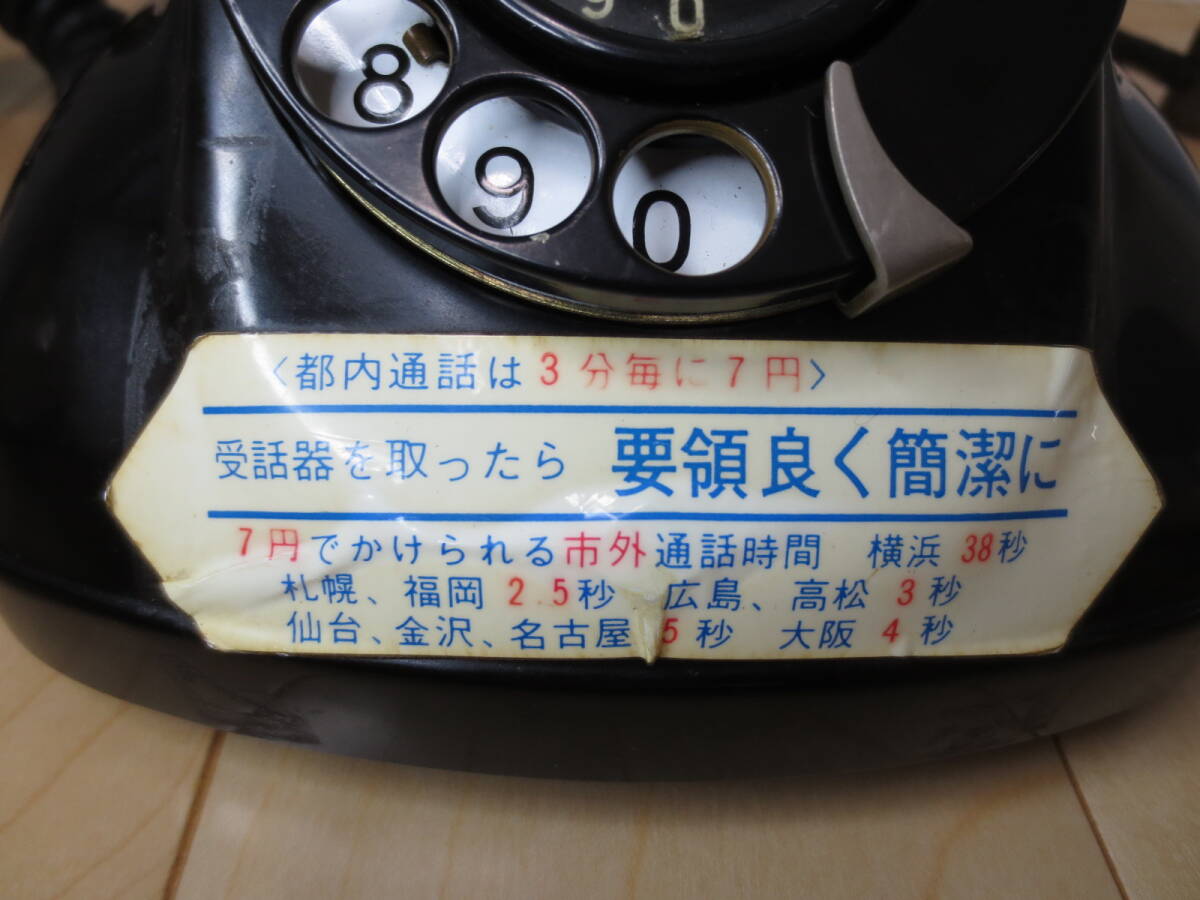 9 0
8
9
0
〈都内通話は3分毎に7円〉
受話器を取ったら 要領良く簡潔に
7円でかけられる市外通話時間 横浜 38秒
札幌、福岡 2.5秒 広島、高松 3秒
仙台、金沢、名古屋 5秒 大阪 4秒